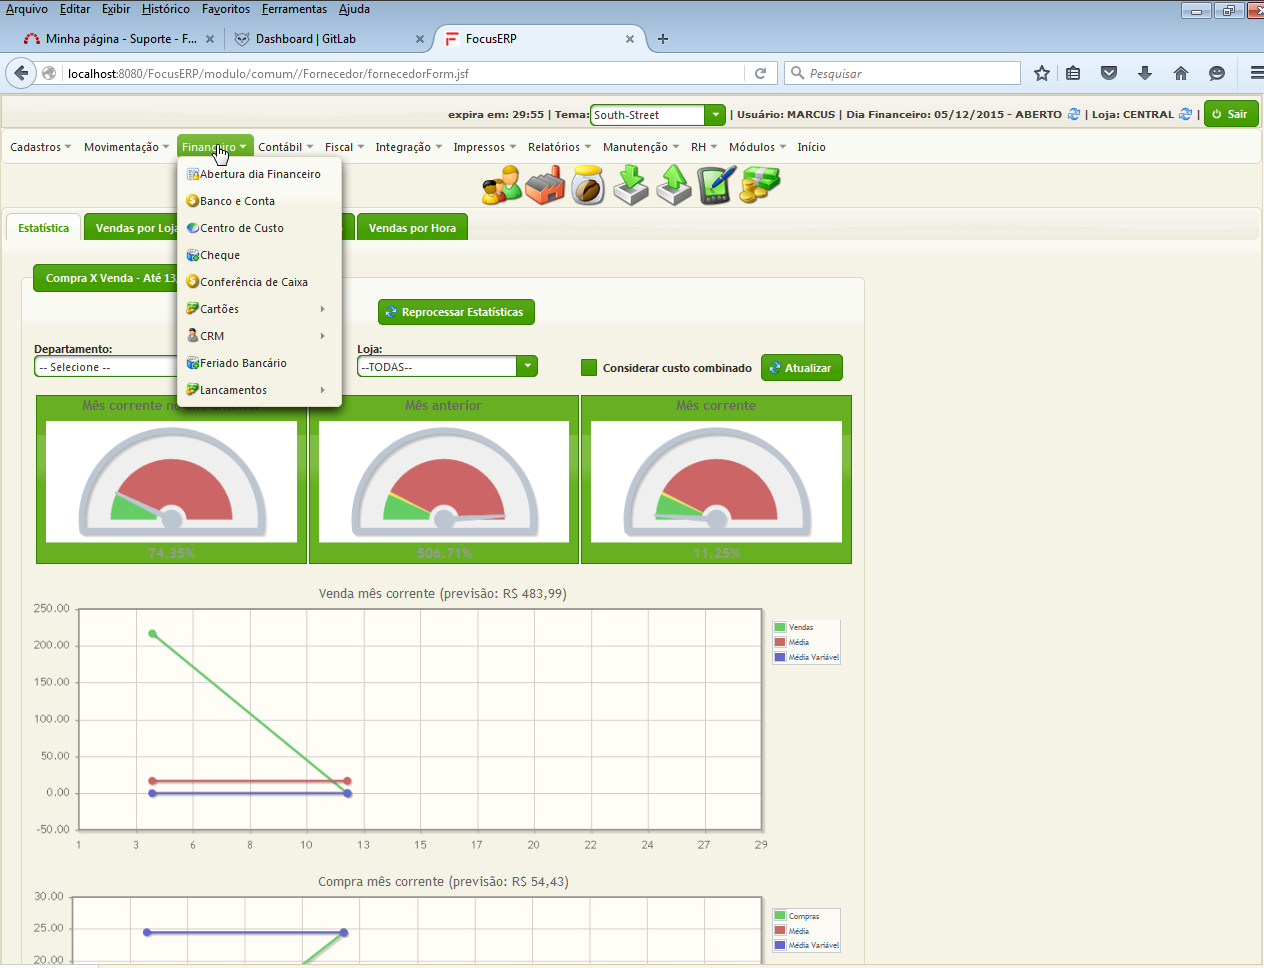 Arquivo Editar Exibir Histórico Favoritos Ferramentas Ajuda
Minha página - Suporte - F... Dashboard | GitLab FocusERP
localhost:8080/FocusERP/modulo/comum//Fornecedor/fornecedorForm.jsf Pesquisar
expira em: 29:55 | Tema: South-Street | Usuário: MARCUS | Dia Financeiro: 05/12/2015 - ABERTO | Loja: CENTRAL | Sair
Cadastros Movimentação Financeiro Contábil Fiscal Integração Impressos Relatórios Manutenção RH Módulos Início
Abertura dia Financeiro
Banco e Conta
Centro de Custo
Cheque
Conferência de Caixa
Cartões
CRM
Feriado Bancário
Lancamentos
Estatística Vendas por Loja Vendas por Hora
Compra X Venda - Até 13
Reprocessar Estatísticas
Departamento: Loja:
-- Selecione -- --TODAS-- Considerar custo combinado Atualizar
Mês corrente no ano anterior Mês anterior Mês corrente
74.35% 506.71% 11.25%
Venda mês corrente (previsão: R$ 483,99)
250.00
200.00
150.00
100.00
50.00
0.00
-50.00
1 3 6 8 10 13 15 17 20 22 24 27 29
Vendas
Média
Média Variável
Compra mês corrente (previsão: R$ 54,43)
30.00
25.00
20.00
Compras
Média
Média Variável